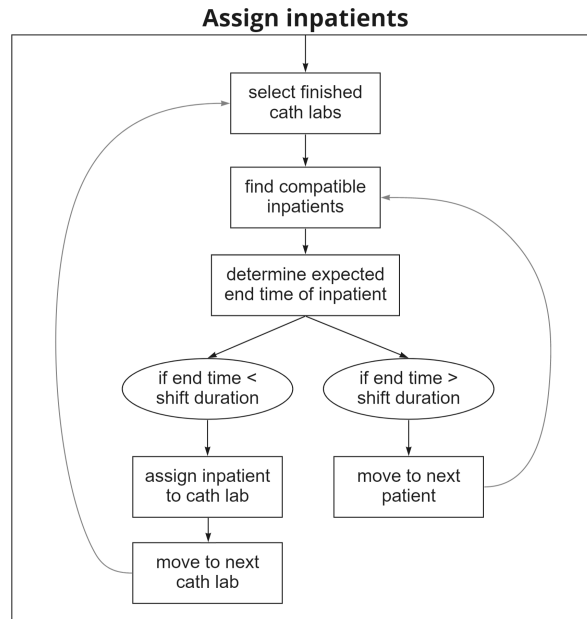 Assign inpatients
select finished
cath labs
find compatible
inpatients
determine expected
end time of inpatient
if end time <
shift duration
if end time >
shift duration
assign inpatient
to cath lab
move to next
patient
move to next
cath lab